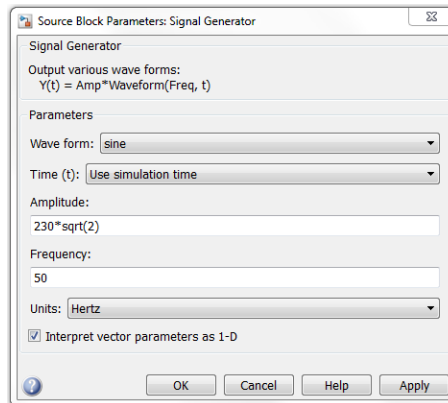 Source Block Parameters: Signal Generator
Signal Generator
Output various wave forms:
Y(t) = Amp*Waveform(Freq, t)
Parameters
Wave form: sine
Time (t): Use simulation time
Amplitude:
230*sqrt(2)
Frequency:
50
Units: Hertz
Interpret vector parameters as 1-D
? OK Cancel Help Apply